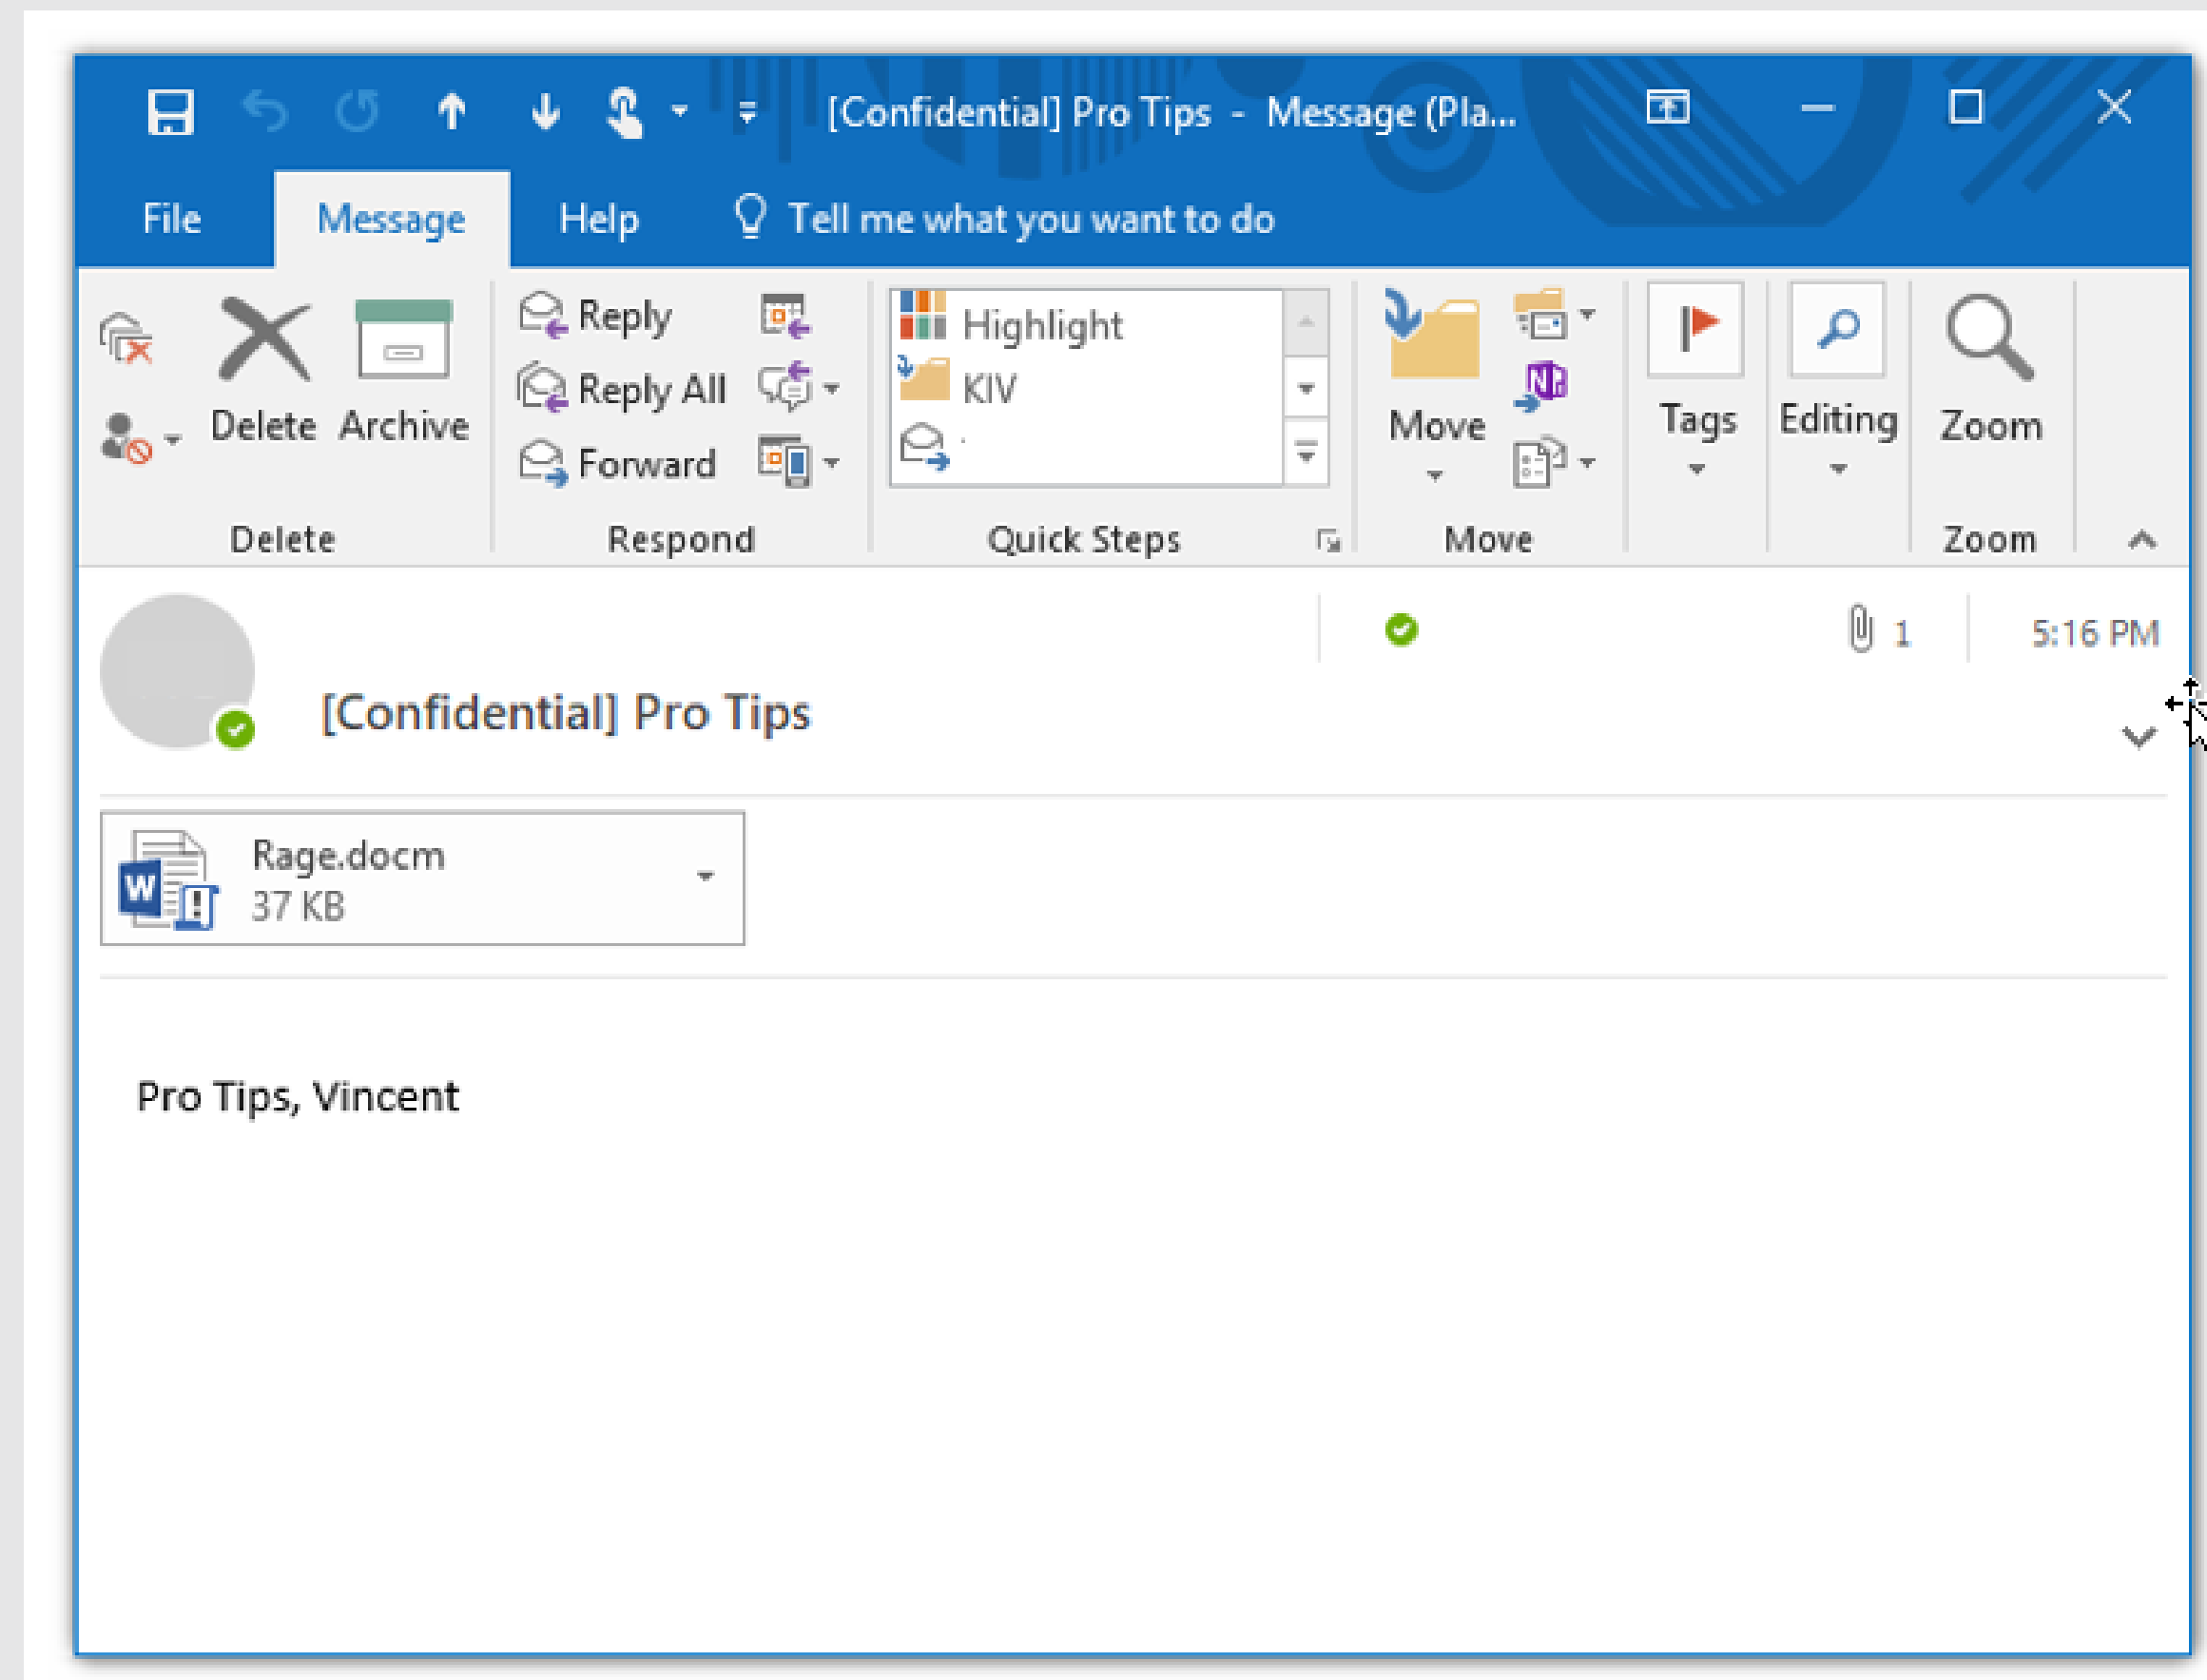 [Confidential] Pro Tips - Message (Pla...
File Message Help Tell me what you want to do
Delete Archive
Reply
Reply All
Forward
Highlight
KIV
.
Move
Tags
Editing
Zoom
Delete Respond Quick Steps Move Zoom
1 5:16 PM
[Confidential] Pro Tips
W
Rage.docm
37 KB
Pro Tips, Vincent